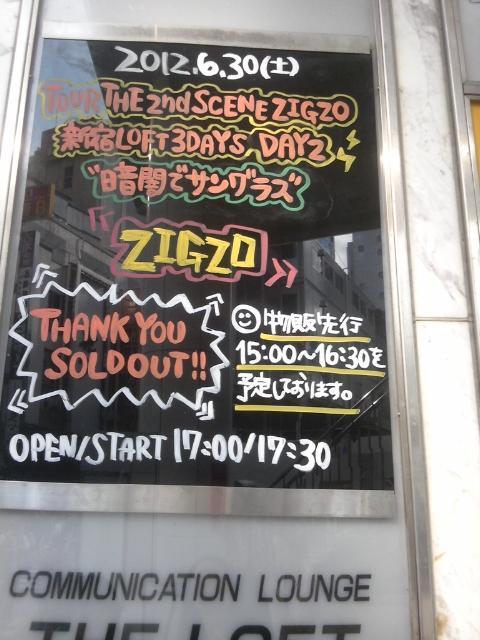 2012.6.30(土)
TOUR THE 2nd SCENE ZIGZO
新宿LOFT 3DAYS DAY2
"暗闇でサングラス"
ZIGZO
THANK YOU
SOLD OUT!!
物販先行
15:00~16:30を
予定しております。
OPEN/START 17:00/17:30
COMMUNICATION LOUNGE
THE LOFT